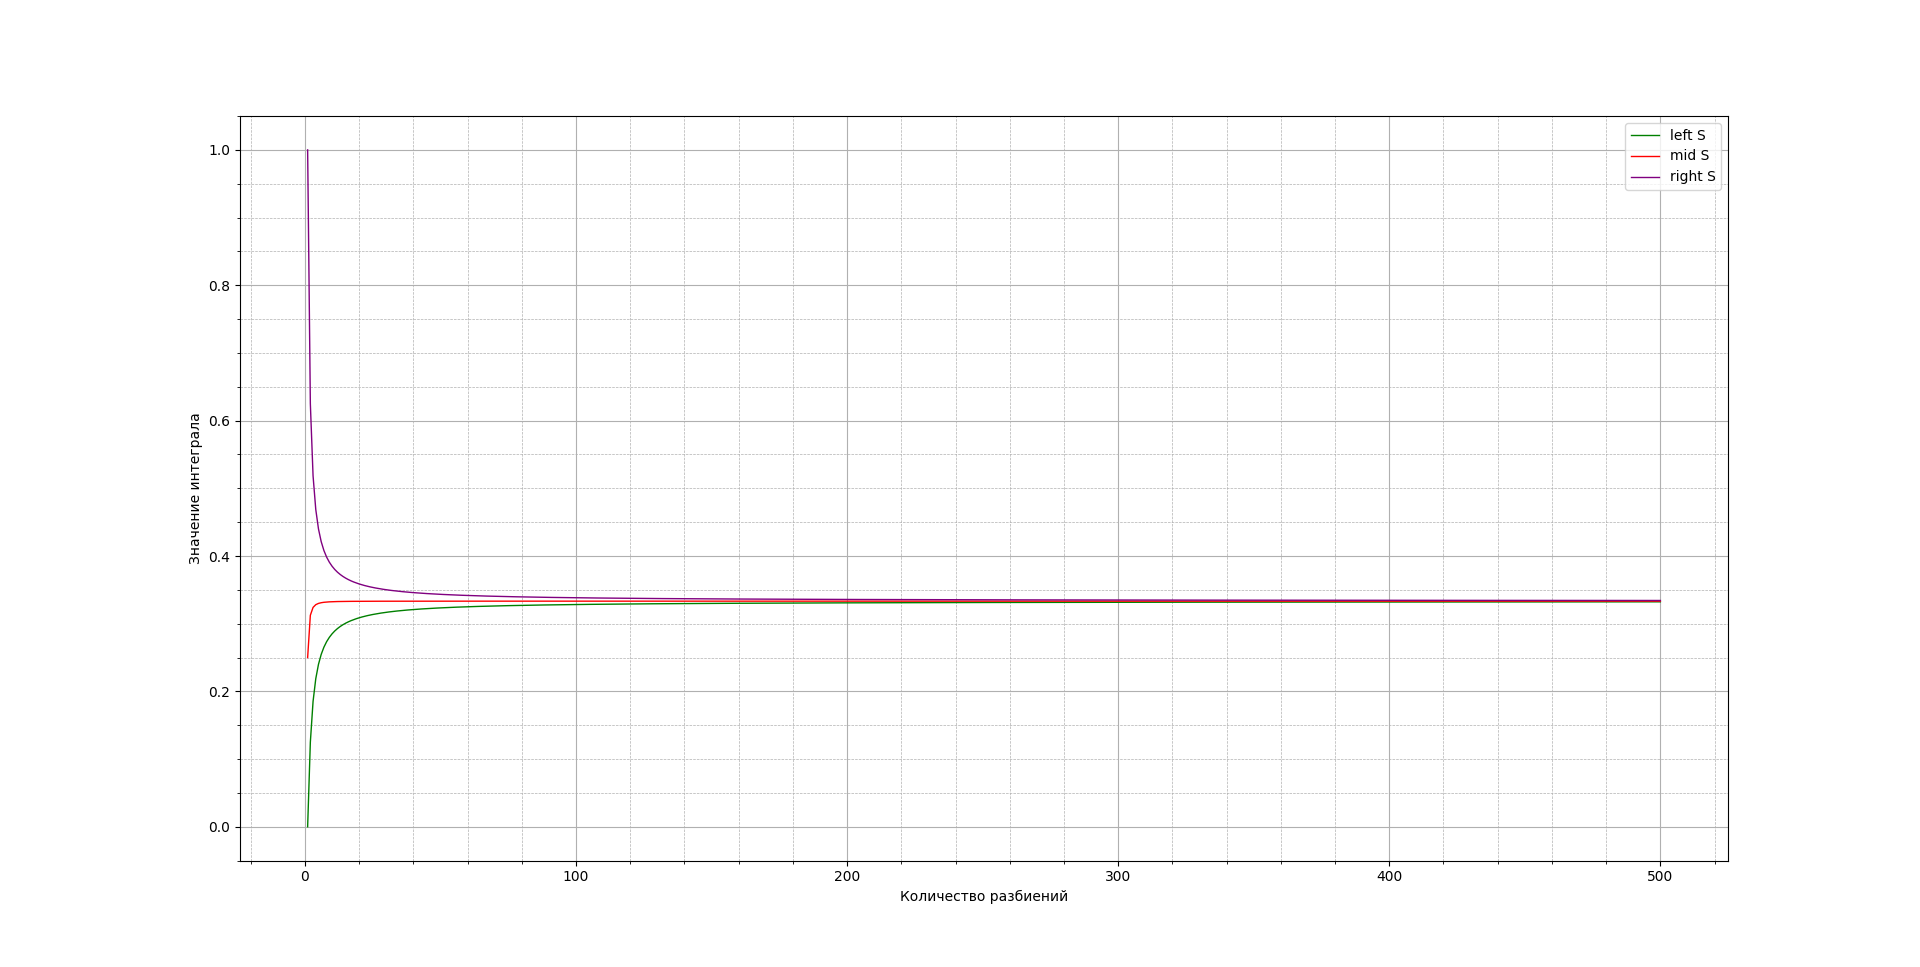 left S
mid S
right S
1.0
0.8
0.6
0.4
0.2
0.0
Значение интеграла
0 100 200 300 400 500
Количество разбиений